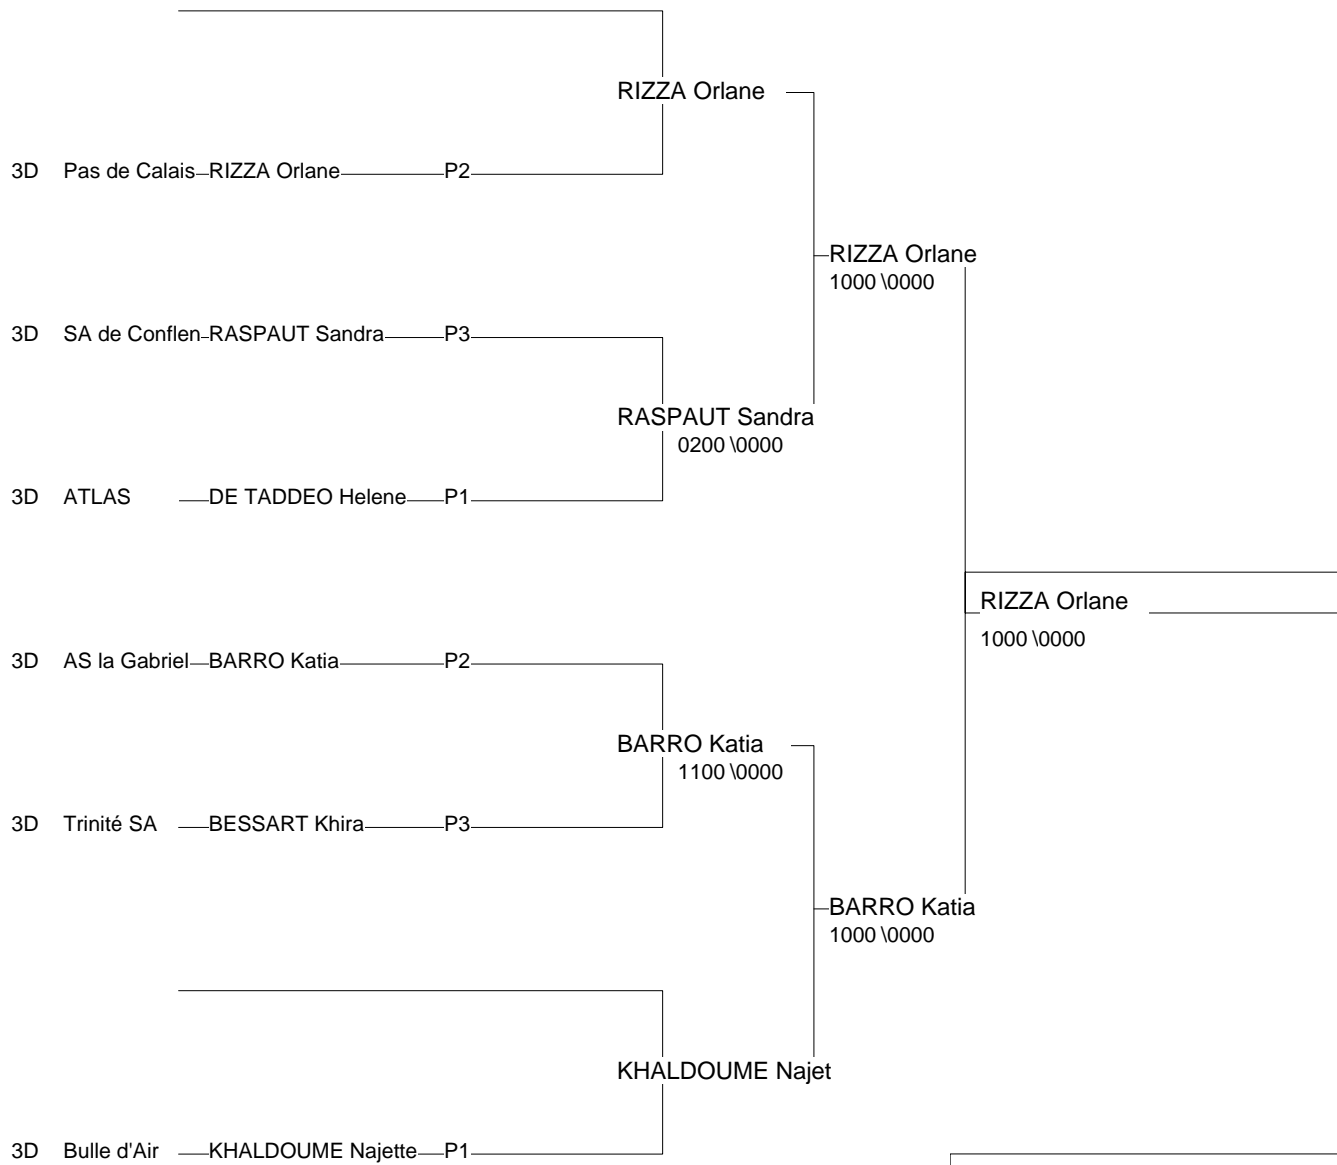 RIZZA Orlane
3D Pas de Calais RIZZA Orlane P2
RIZZA Orlane
1000 \0000
3D SA de Conflen RASPAUT Sandra P3
RASPAUT Sandra
0200 \0000
3D ATLAS DE TADDEO Helene P1
RIZZA Orlane
1000 \0000
3D AS la Gabriel BARRO Katia P2
BARRO Katia
1100 \0000
3D Trinité SA BESSART Khira P3
BARRO Katia
1000 \0000
KHALDOUME Najet
3D Bulle d'Air KHALDOUME Najette P1